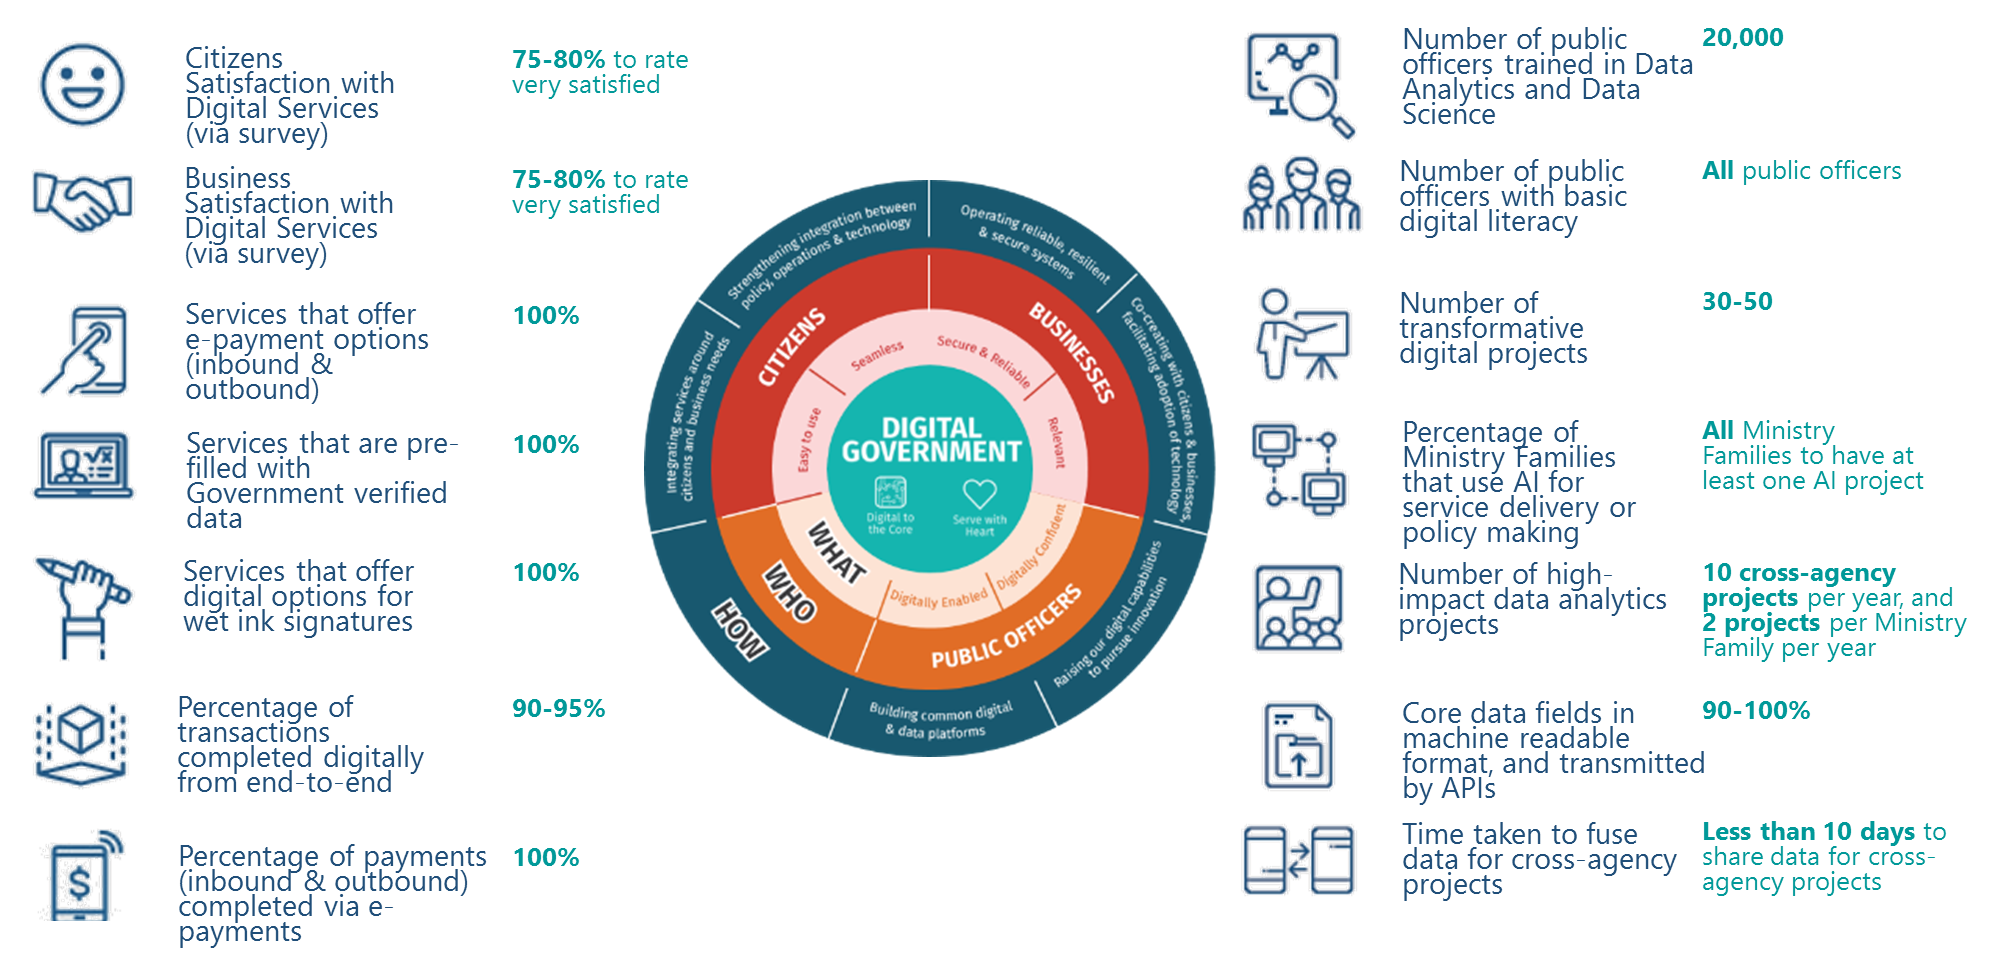 Citizens
Satisfaction with
Digital Services
(via survey)
75-80% to rate
very satisfied
Business
Satisfaction with
Digital Services
(via survey)
75-80% to rate
very satisfied
Services that offer
e-payment options
(inbound &
outbound)
100%
Services that are pre-
filled with
Government verified
data
100%
Services that offer
digital options for
wet ink signatures
100%
Percentage of
transactions
completed digitally
from end-to-end
90-95%
$
Percentage of payments
(inbound & outbound)
completed via e-
payments
100%
Strengthening integration between
policy, operations & technology
Operating reliable, resilient
& secure systems
Co-creating with citizens & businesses,
facilitating adoption of technology
Raising our digital capabilities
to pursue innovation
Building common digital
& data platforms
Integrating services around
citizens and business needs
CITIZENS
BUSINESSES
PUBLIC OFFICERS
Easy to use
Seamless
Secure & Reliable
Relevant
Digitally Confident
Digitally Enabled
DIGITAL
GOVERNMENT
Digital to
the Core
Serve with
Heart
WHAT
WHO
HOW
Number of public
officers trained in Data
Analytics and Data
Science
20,000
Number of public
officers with basic
digital literacy
All public officers
Number of
transformative
digital projects
30-50
Percentage of
Ministry Families
that use AI for
service delivery or
policy making
All Ministry
Families to have at
least one AI project
Number of high-
impact data analytics
projects
10 cross-agency
projects per year, and
2 projects per Ministry
Family per year
Core data fields in
machine readable
format, and transmitted
by APIs
90-100%
Time taken to fuse
data for cross-agency
projects
Less than 10 days to
share data for cross-
agency projects